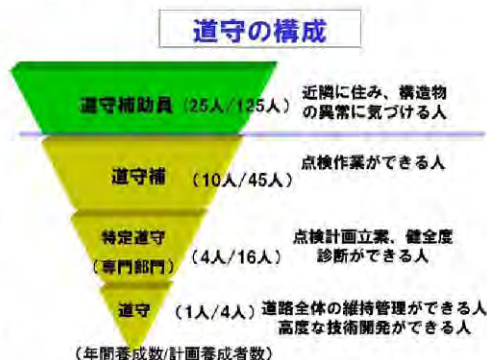 道守の構成
道守補助員 (25人/125人)
近隣に住み、構造物
の異常に気づける人
道守補 (10人/45人)
点検作業ができる人
特定道守
(専門部門)
(4人/16人)
点検計画立案、健全度
診断ができる人
道守 (1人/4人)
道路全体の維持管理ができる人
高度な技術開発ができる人
(年間養成数/計画養成者数)